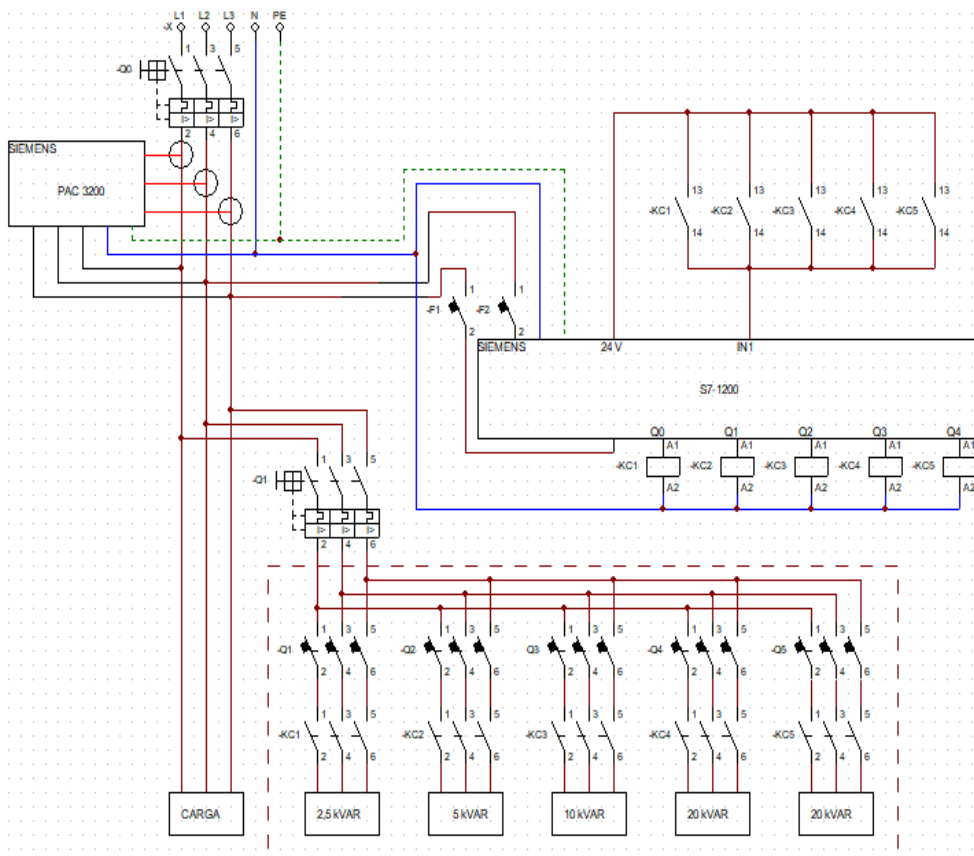 L1 L2 L3 N PE
-X
1 3 5
-Q0
I> I> I>
2 4 6
SIEMENS
PAC 3200
13 13 13 13 13
-KC1 -KC2 -KC3 -KC4 -KC5
14 14 14 14 14
1 1
-F1 -F2
2 2
SIEMENS 24 V IN1
S7-1200
Q0 Q1 Q2 Q3 Q4
A1 A1 A1 A1 A1
-KC1 -KC2 -KC3 -KC4 -KC5
A2 A2 A2 A2 A2
1 3 5
-Q1
I> I> I>
2 4 6
1 3 5 1 3 5 1 3 5 1 3 5 1 3 5
-Q1 -Q2 Q3 -Q4 -Q5
2 4 6 2 4 6 2 4 6 2 4 6 2 4 6
1 3 5 1 3 5 1 3 5 1 3 5 1 3 5
-KC1 -KC2 -KC3 -KC4 -KC5
2 4 6 2 4 6 2 4 6 2 4 6 2 4 6
CARGA 2,5 kVAR 5 kVAR 10 kVAR 20 kVAR 20 kVAR